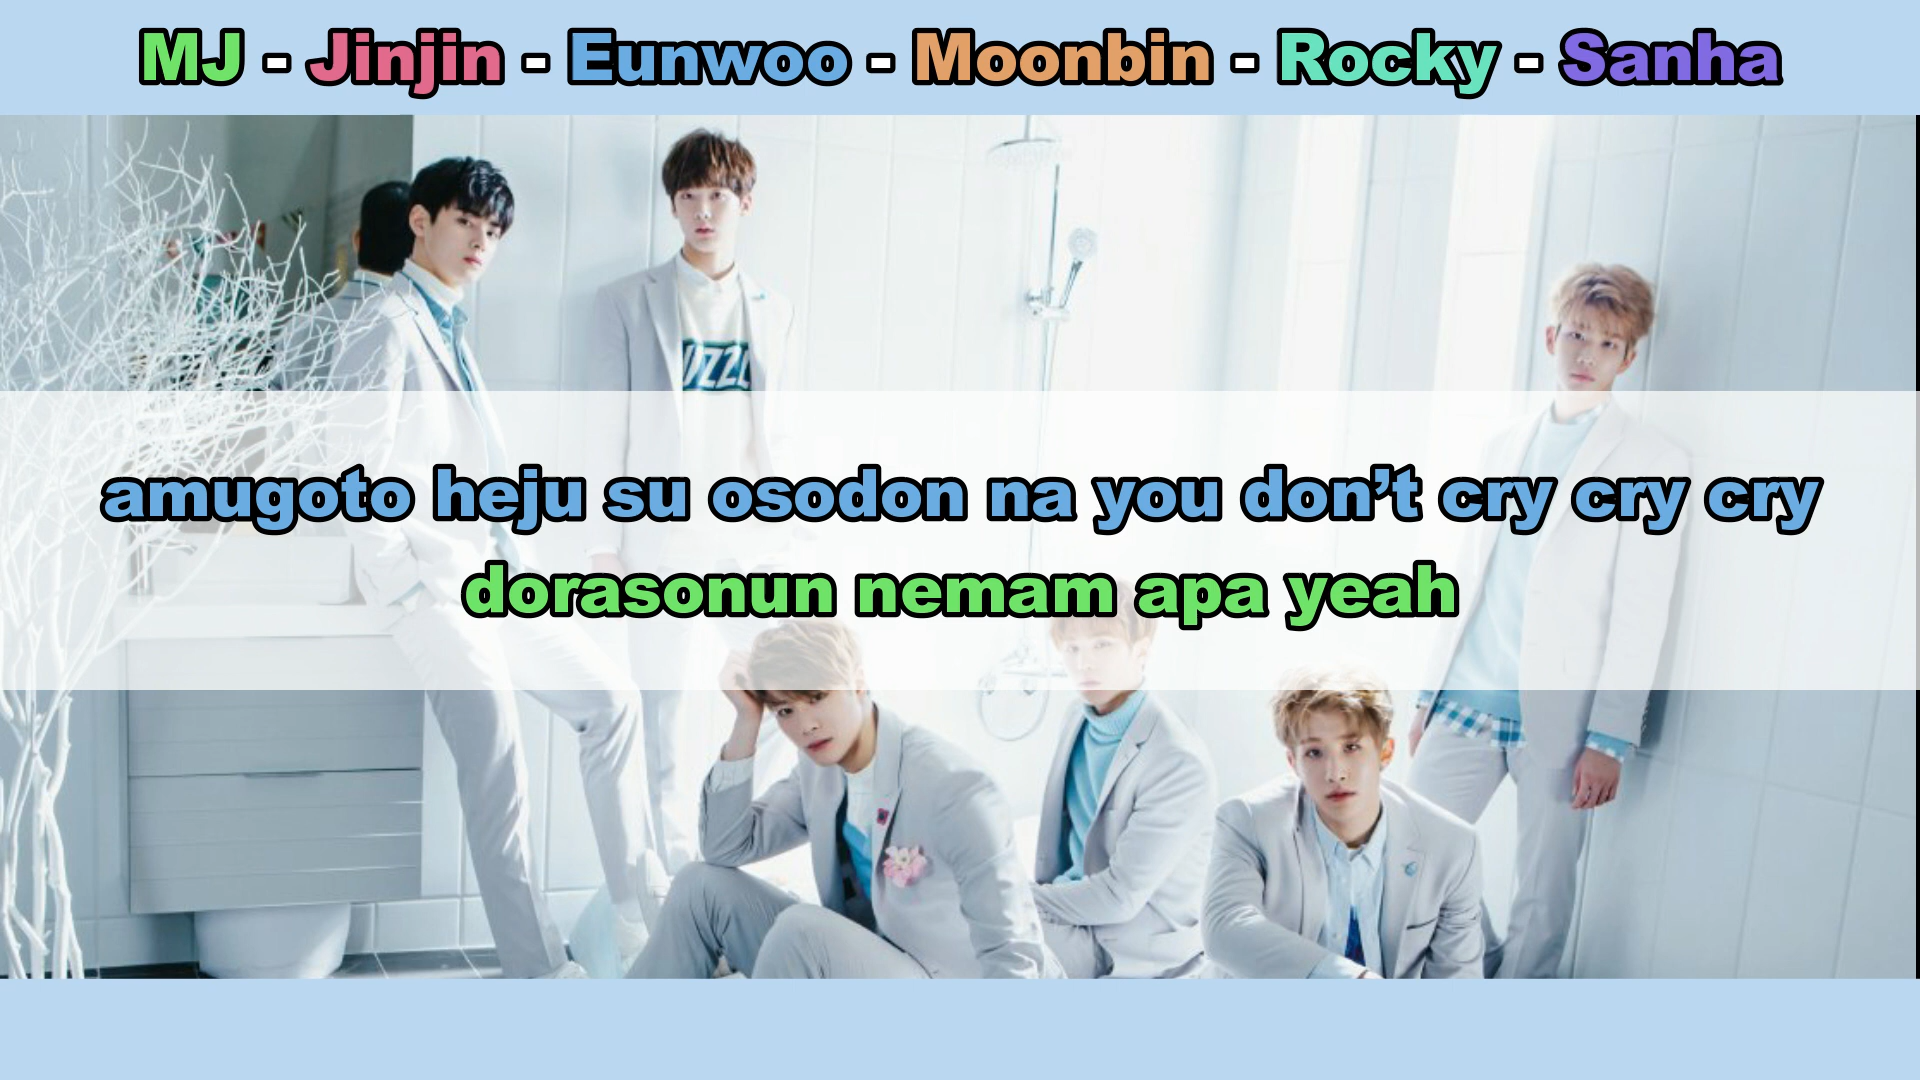 MJ - Jinjin - Eunwoo - Moonbin - Rocky - Sanha
amugoto heju su osodon na you don’t cry cry cry
dorasonun nemam apa yeah